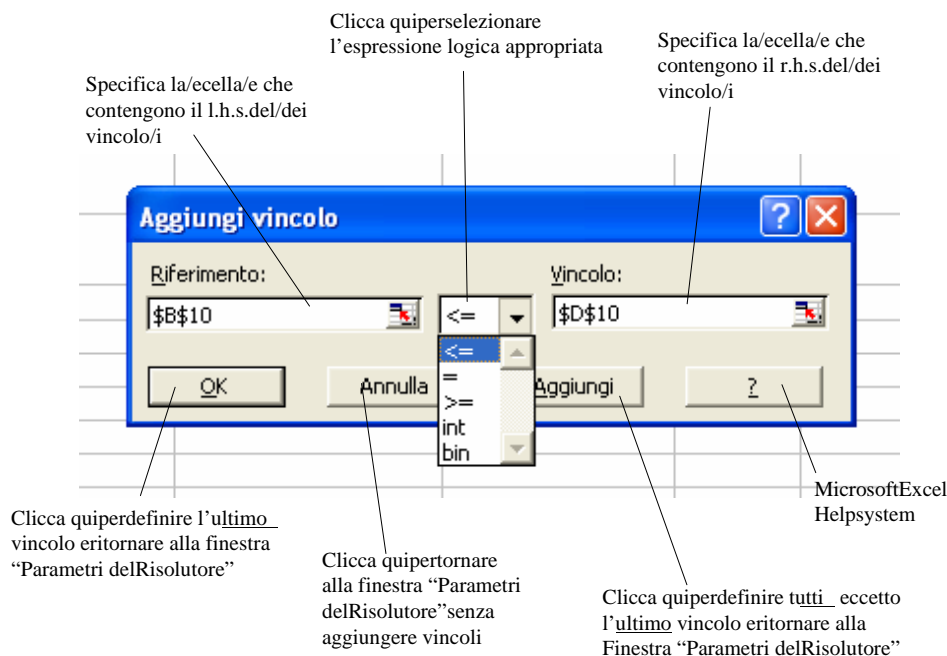 Clicca quiperselezionare
l'espressione logica appropriata
Specifica la/ecella/e che
contengono il r.h.s.del/dei
vincolo/i
Specifica la/ecella/e che
contengono il l.h.s.del/dei
vincolo/i
Aggiungi vincolo
?
Riferimento:
Vincolo:
$B$10
<=
$D$10
<=
=
>=
int
bin
OK
Annulla
Aggiungi
?
MicrosoftExcel
Helpsystem
Clicca quiperdefinire l'ultimo
vincolo eritornare alla finestra
“Parametri delRisolutore”
Clicca quipertornare
alla finestra “Parametri
delRisolutore”senza
aggiungere vincoli
Clicca quiperdefinire tutti eccetto
l'ultimo vincolo eritornare alla
Finestra “Parametri delRisolutore”